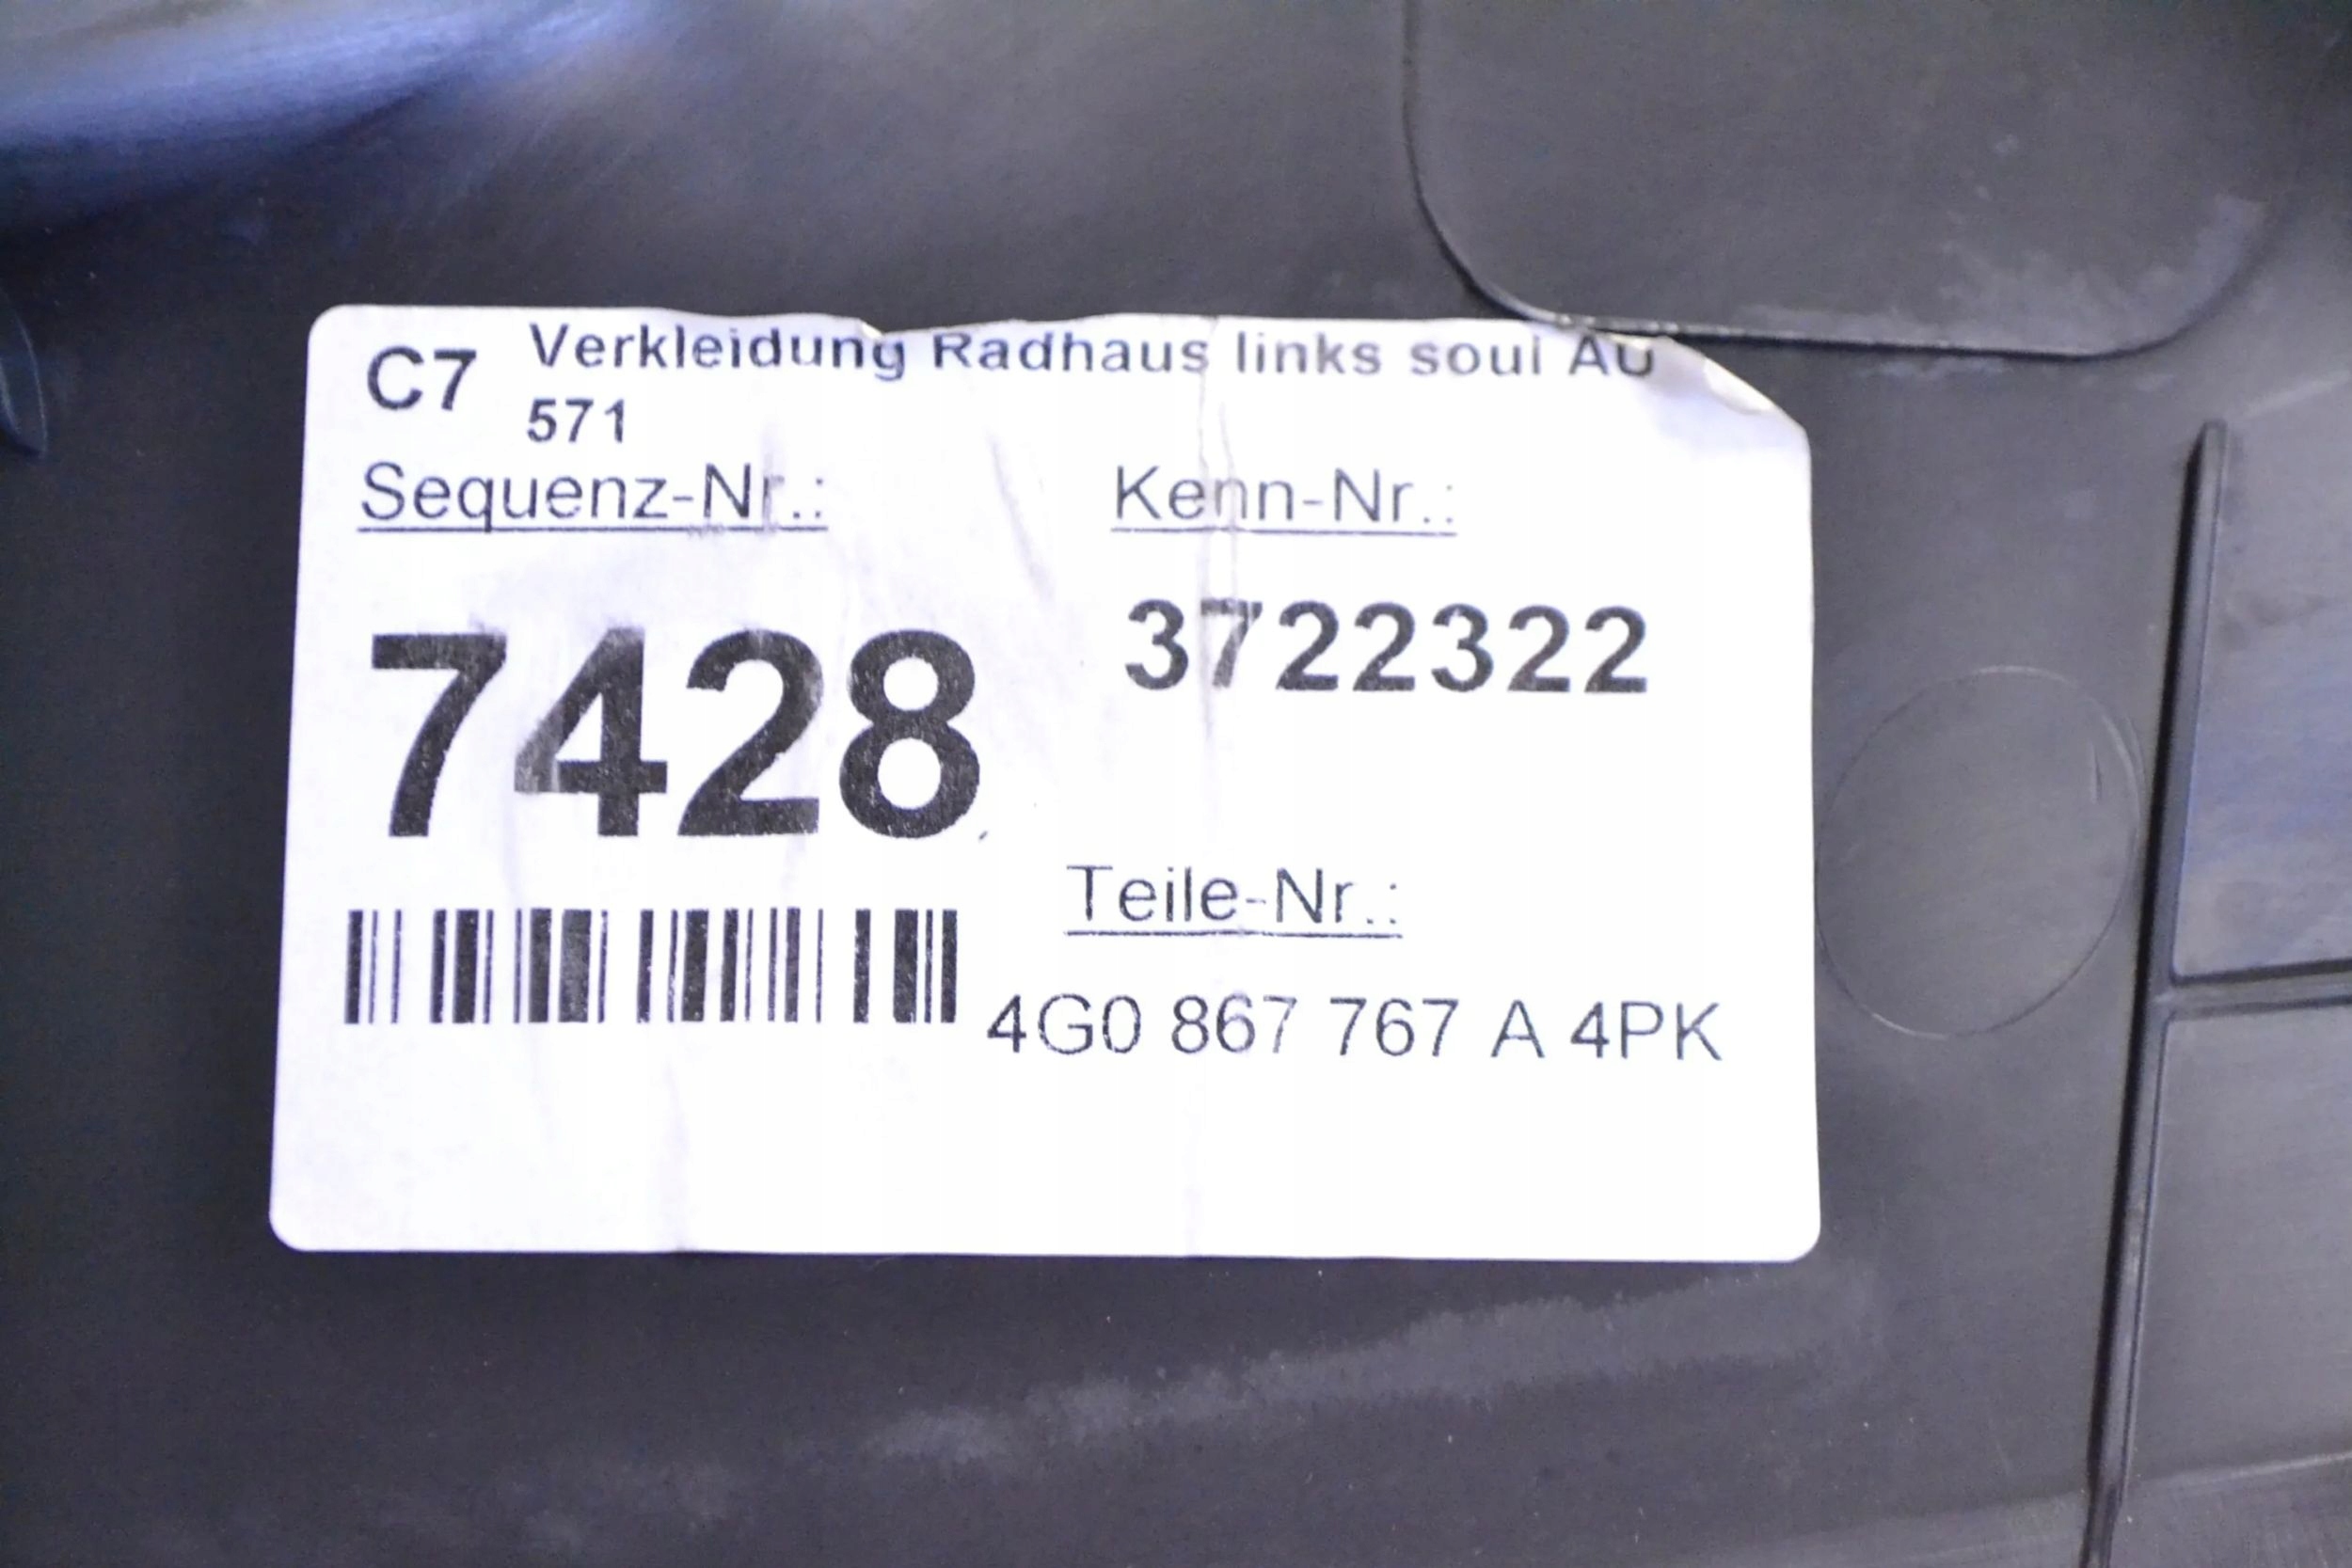 C7 Verkleidung Radhaus links soul AU
571
Sequenz-Nr.: Kenn-Nr.:
7428 3722322
Teile-Nr.:
4G0 867 767 A 4PK